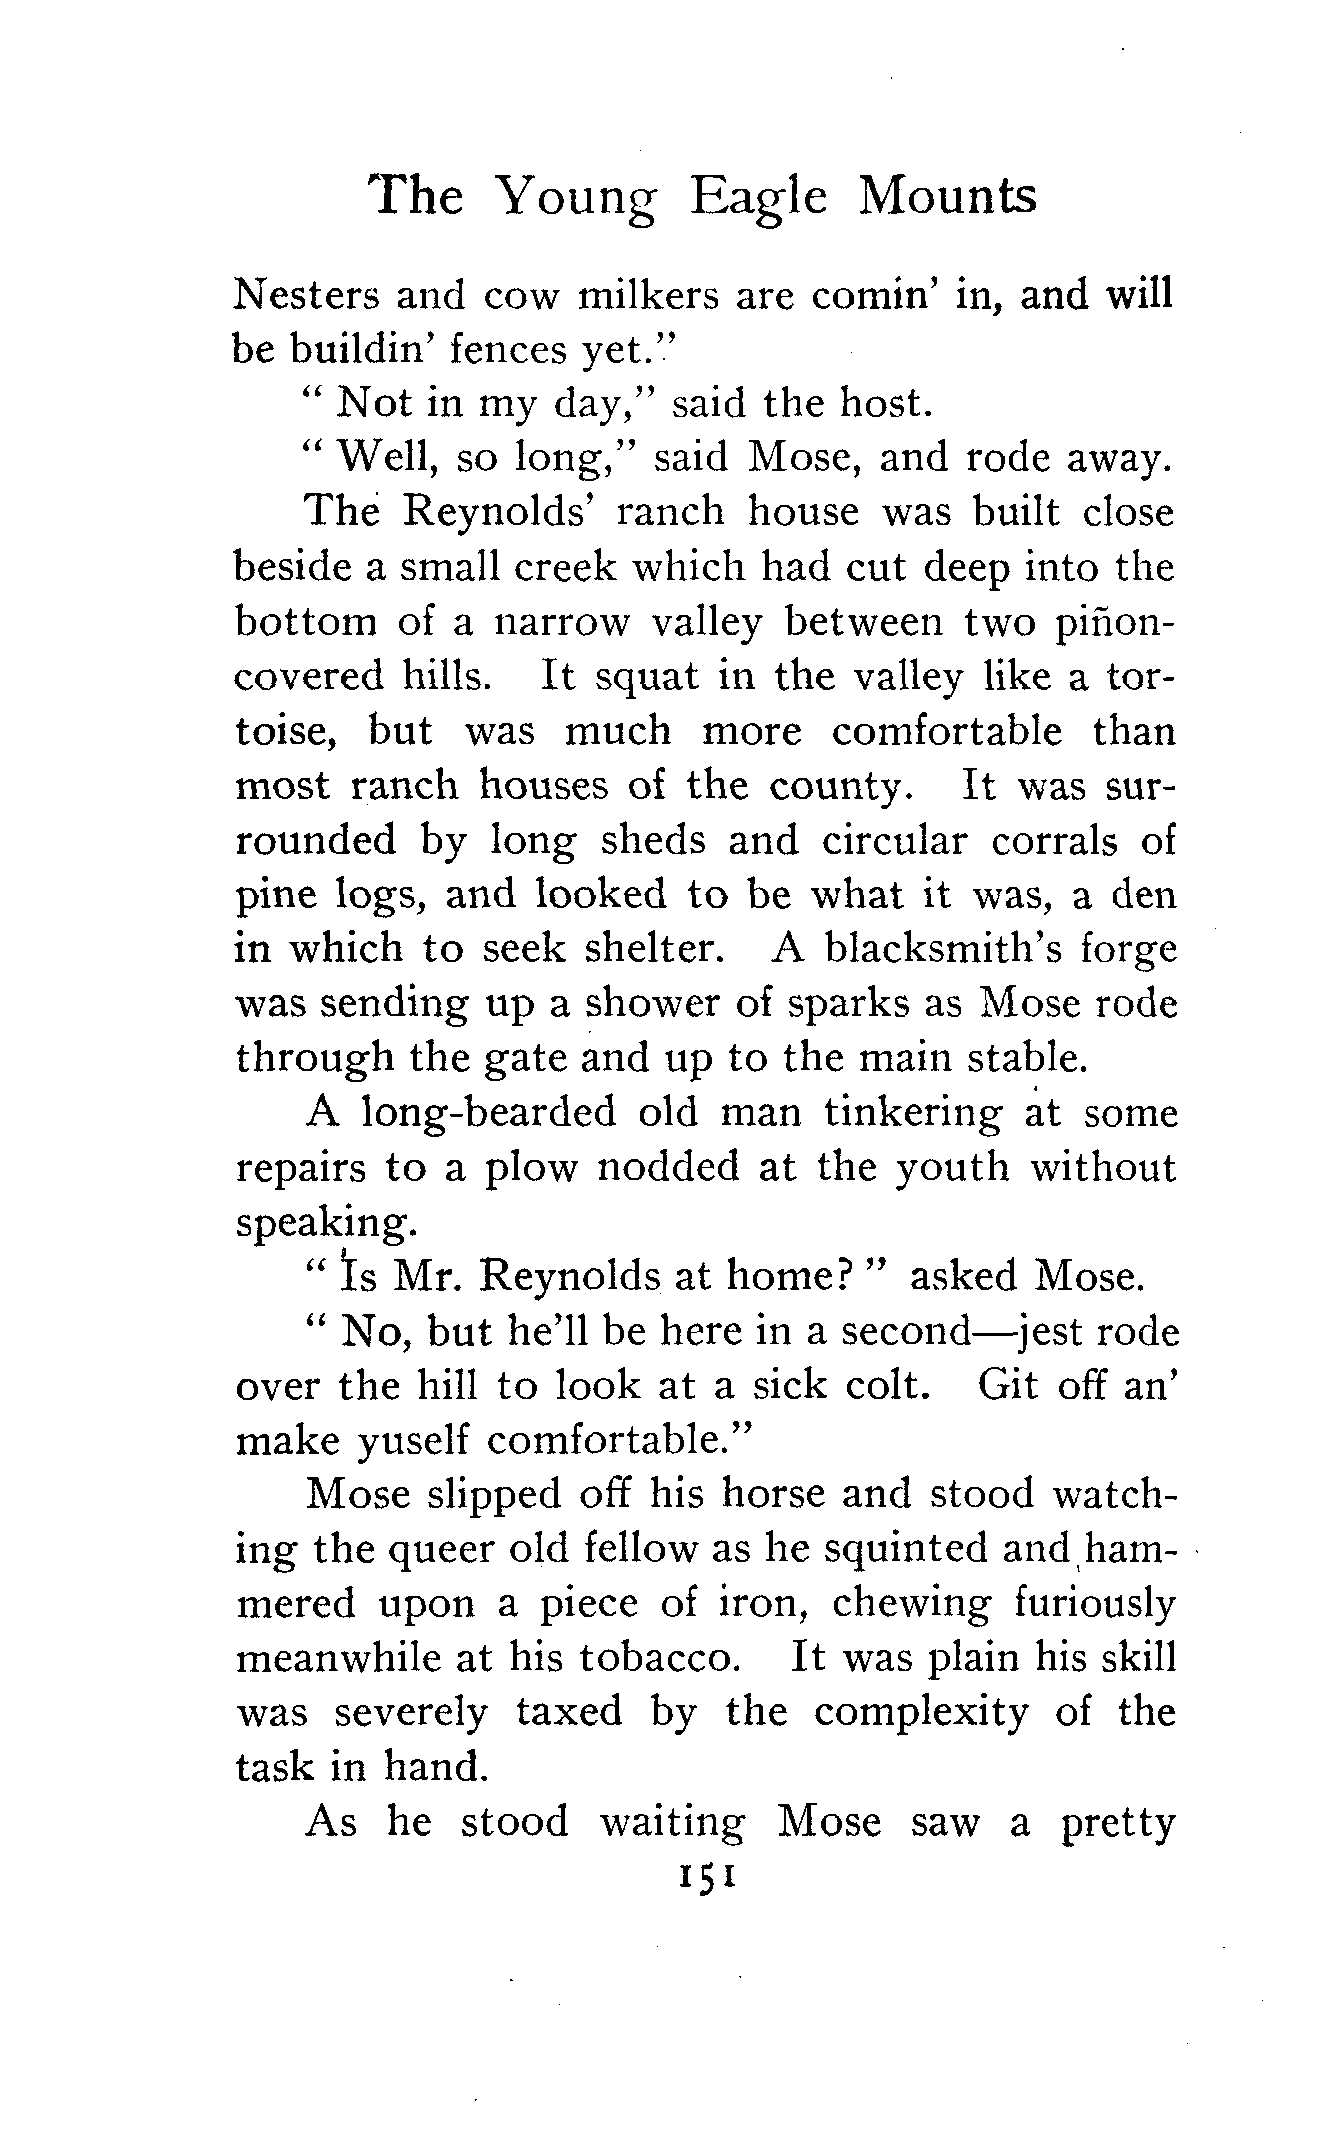 The Young Eagle Mounts
Nesters and cow milkers are comin' in, and will
be buildin' fences yet."
" Not in my day," said the host.
" Well, so long," said Mose, and rode away.
The Reynolds' ranch house was built close
beside a small creek which had cut deep into the
bottom of a narrow valley between two piñon-
covered hills. It squat in the valley like a tor-
toise, but was much more comfortable than
most ranch houses of the county. It was sur-
rounded by long sheds and circular corrals of
pine logs, and looked to be what it was, a den
in which to seek shelter. A blacksmith's forge
was sending up a shower of sparks as Mose rode
through the gate and up to the main stable.
A long-bearded old man tinkering at some
repairs to a plow nodded at the youth without
speaking.
" Is Mr. Reynolds at home? " asked Mose.
" No, but he'll be here in a second—jest rode
over the hill to look at a sick colt. Git off an'
make yuself comfortable."
Mose slipped off his horse and stood watch-
ing the queer old fellow as he squinted and ham-
mered upon a piece of iron, chewing furiously
meanwhile at his tobacco. It was plain his skill
was severely taxed by the complexity of the
task in hand.
As he stood waiting Mose saw a pretty
151